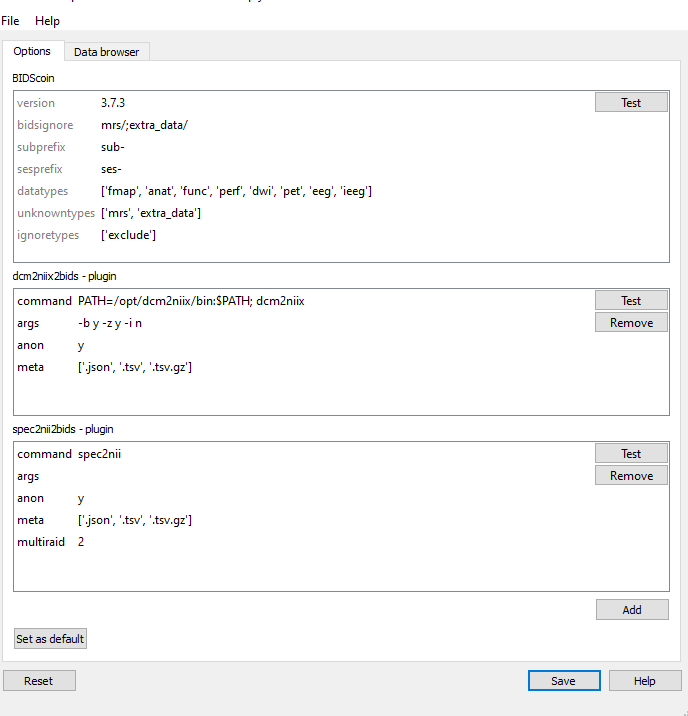 File Help
Options Data browser
BIDScoin
version 3.7.3 Test
bidsignore mrs/;extra_data/
subprefix sub-
sesprefix ses-
datatypes ['fmap', 'anat', 'func', 'perf', 'dwi', 'pet', 'eeg', 'ieeg']
unknowntypes ['mrs', 'extra_data']
ignoretypes ['exclude']
dcm2niix2bids - plugin
command PATH=/opt/dcm2niix/bin:$PATH; dcm2niix Test
args -b y -z y -i n Remove
anon y
meta ['.json', '.tsv', '.tsv.gz']
spec2nii2bids - plugin
command spec2nii Test
args Remove
anon y
meta ['.json', '.tsv', '.tsv.gz']
multiraid 2
Add
Set as default
Reset Save Help